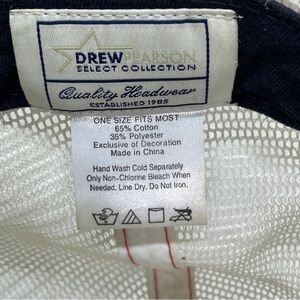 DREW PEARSON
SELECT COLLECTION
Quality Headwear
ESTABLISHED 1985
ONE SIZE FITS MOST
65% Cotton
35% Polyester
Exclusive of Decoration
Made in China
Hand Wash Cold Separately
Only Non-Chlorine Bleach When
Needed, Line Dry. Do Not Iron.